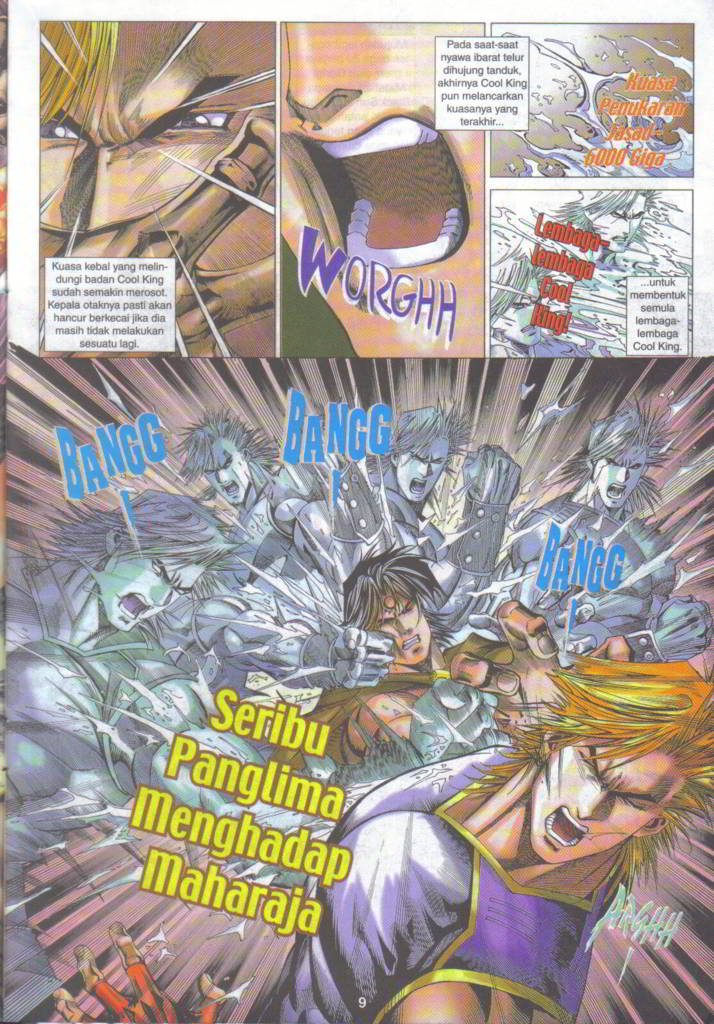 Kuasa kebal yang melin-
dungi badan Cool King
sudah semakin merosot.
Kepala otaknya pasti akan
hancur berkecai jika dia
masih tidak melakukan
sesuatu lagi.
WORGHH
Pada saat-saat
nyawa ibarat telur
dihujung tanduk,
akhirnya Cool King
pun melancarkan
kuasanya yang
terakhir...
Kuasa
Penukaran
Jasad -
6000 Giga
Lembaga-
lembaga
Cool
King!
...untuk
membentuk
semula
lembaga-
lembaga
Cool King.
BANGG
!
BANGG
!
BANGG
!
Seribu
Panglima
Menghadap
Maharaja
ARGHH
!
9